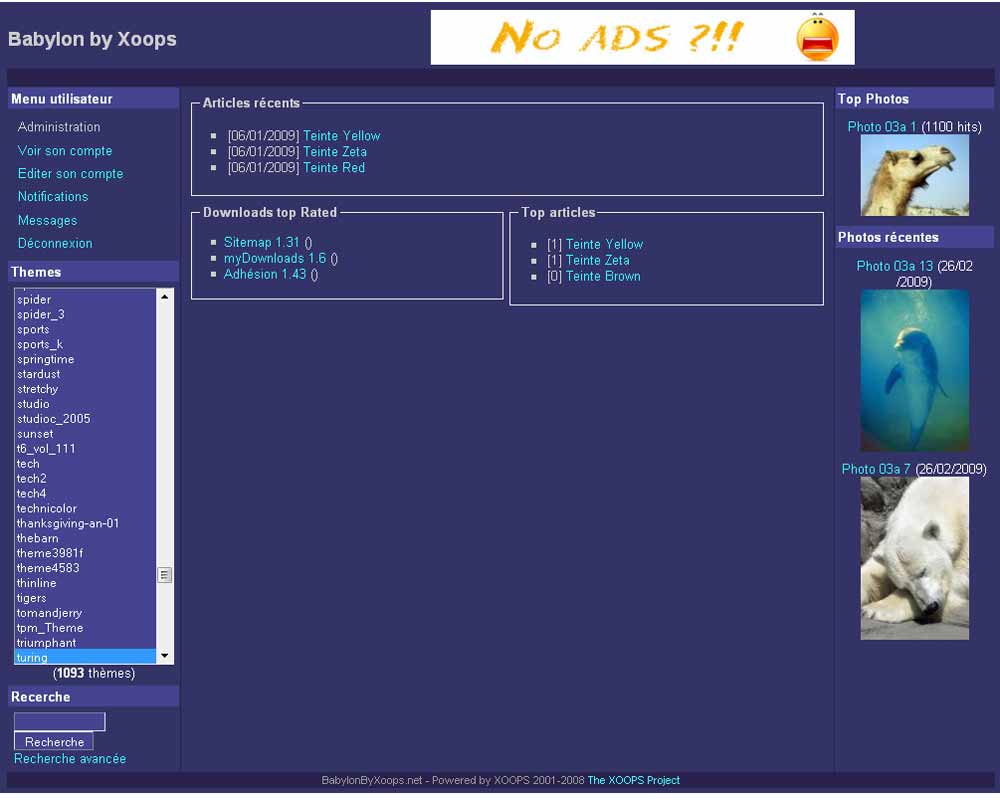 Babylon by Xoops
No ADS ?!!
Menu utilisateur
Administration
Voir son compte
Editer son compte
Notifications
Messages
Déconnexion
Themes
spider
spider_3
sports
sports_k
springtime
stardust
stretchy
studio
studioc_2005
sunset
t6_vol_111
tech
tech2
tech4
technicolor
thanksgiving-an-01
thebarn
theme3981f
theme4583
thinline
tigers
tomandjerry
tpm_Theme
triumphant
turing
(1093 thèmes)
Recerche
Recherche
Recherche avancée
Articles récents
[06/01/2009] Teinte Yellow
[06/01/2009] Teinte Zeta
[06/01/2009] Teinte Red
Downloads top Rated
Sitemap 1.31 ()
myDownloads 1.6 ()
Adhésion 1.43 ()
Top articles
[1] Teinte Yellow
[1] Teinte Zeta
[0] Teinte Brown
Top Photos
Photo 03a 1 (1100 hits)
Photos récentes
Photo 03a 13 (26/02
/2009)
Photo 03a 7 (26/02/2009)
BabylonByXoops.net - Powered by XOOPS 2001-2008 The XOOPS Project